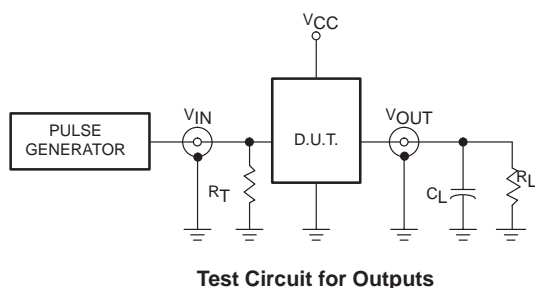 VCC
PULSE
GENERATOR
VIN
D.U.T.
VOUT
RT
CL
RL
Test Circuit for Outputs